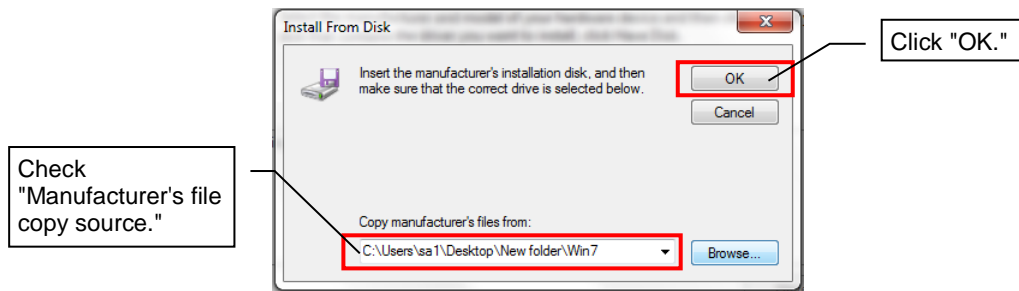 Install From Disk
Insert the manufacturer's installation disk, and then
make sure that the correct drive is selected below.
OK
Cancel
Click "OK."
Check
"Manufacturer's file
copy source."
Copy manufacturer's files from:
C:\Users\sa1\Desktop\New folder\Win7
Browse...